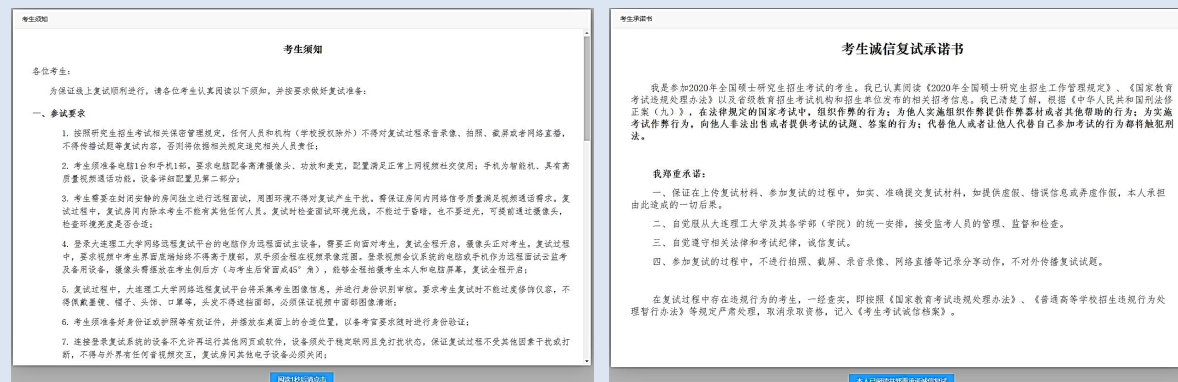 考生须知
考生须知
各位考生：
为保证线上复试顺利进行，请各位考生认真阅读以下须知，并按要求做好复试准备：
一、参试要求
1. 按照研究生招生考试相关保密管理规定，任何人员和机构（学校授权除外）不得对复试过程录音录像、拍照、截屏或者网络直播，
不得传播试题等复试内容，否则将依据相关规定追究相关人员责任；
2. 考生须准备电脑1台和手机1部。要求电脑配备高清摄像头、功放和麦克，配置满足正常上网视频社交使用；手机为智能机、具有高
质量视频通话功能。设备详细配置见第二部分；
3. 考生需要在封闭安静的房间独立进行远程面试，周围环境不得对复试产生干扰。需保证房间内网络信号质量满足视频通话需求。复
试过程中，复试房间内除本考生不能有其他任何人员。复试时检查面试环境光线，不能过于昏暗，也不要逆光，可提前通过摄像头，
检查环境亮度是否合适；
4. 登录大连理工大学网络远程复试平台的电脑作为远程面试主设备，需要正向面对考生，复试全程开启，摄像头正对考生。复试过程
中，要求视频中考生界面底端始终不得高于腹部，双手须全程在视频录像范围。登录视频会议系统的电脑或手机作为远程面试云监考
及备用设备，摄像头需摆放在考生侧后方（与考生后背面成45°角），能够全程拍摄考生本人和电脑屏幕，复试全程开启；
5. 复试过程中，大连理工大学网络远程复试平台将采集考生图像信息，并进行身份识别审核。要求考生复试时不能过度修饰仪容，不
得佩戴墨镜、帽子、头饰、口罩等，头发不得遮挡面部，必须保证视频中面部图像清晰；
6. 考生须准备好身份证或护照等有效证件，并摆放在桌面上的合适位置，以备考官要求随时进行身份验证；
7. 连接登录复试系统的设备不允许再运行其他网页或软件，设备须处于稳定联网且免打扰状态，保证复试过程不受其他因素干扰或打
断，不得与外界有任何音视频交互，复试房间其他电子设备必须关闭；
阅读1秒后请点击
考生承诺书
考生诚信复试承诺书
我是参加2020年全国硕士研究生招生考试的考生。我已认真阅读《2020年全国硕士研究生招生工作管理规定》、《国家教育
考试违规处理办法》以及省级教育招生考试机构和招生单位发布的相关招考信息。我已清楚了解，根据《中华人民共和国刑法修
正案（九）》，在法律规定的国家考试中，组织作弊的行为；为他人实施组织作弊提供作弊器材或者其他帮助的行为；为实施
考试作弊行为，向他人非法出售或者提供考试的试题、答案的行为；代替他人或者让他人代替自己参加考试的行为都将触犯刑
法。
我郑重承诺：
一、保证在上传复试材料、参加复试的过程中，如实、准确提交复试材料，如提供虚假、错误信息或弄虚作假，本人承担
由此造成的一切后果。
二、自觉服从大连理工大学及其各学部（学院）的统一安排，接受监考人员的管理、监督和检查。
三、自觉遵守相关法律和考试纪律，诚信复试。
四、参加复试的过程中，不进行拍照、截屏、录音录像、网络直播等记录分享动作，不对外传播复试试题。
在复试过程中存在违规行为的考生，一经查实，即按照《国家教育考试违规处理办法》、《普通高等学校招生违规行为处
理暂行办法》等规定严肃处理，取消录取资格，记入《考生考试诚信档案》。
本人已阅读并郑重承诺诚信复试